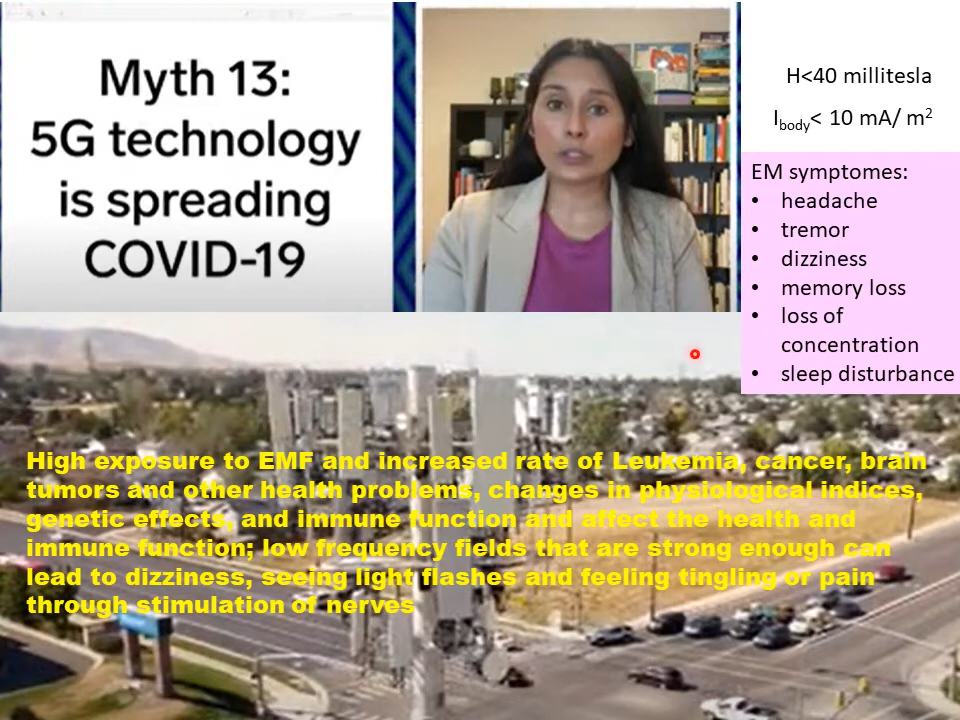 Myth 13:
5G technology
is spreading
COVID-19
H<40 millitesla
Ibody< 10 mA/ m2
EM symptomes:
• headache
• tremor
• dizziness
• memory loss
• loss of
concentration
• sleep disturbance
High exposure to EMF and increased rate of Leukemia, cancer, brain
tumors and other health problems, changes in physiological indices,
genetic effects, and immune function and affect the health and
immune function; low frequency fields that are strong enough can
lead to dizziness, seeing light flashes and feeling tingling or pain
through stimulation of nerves